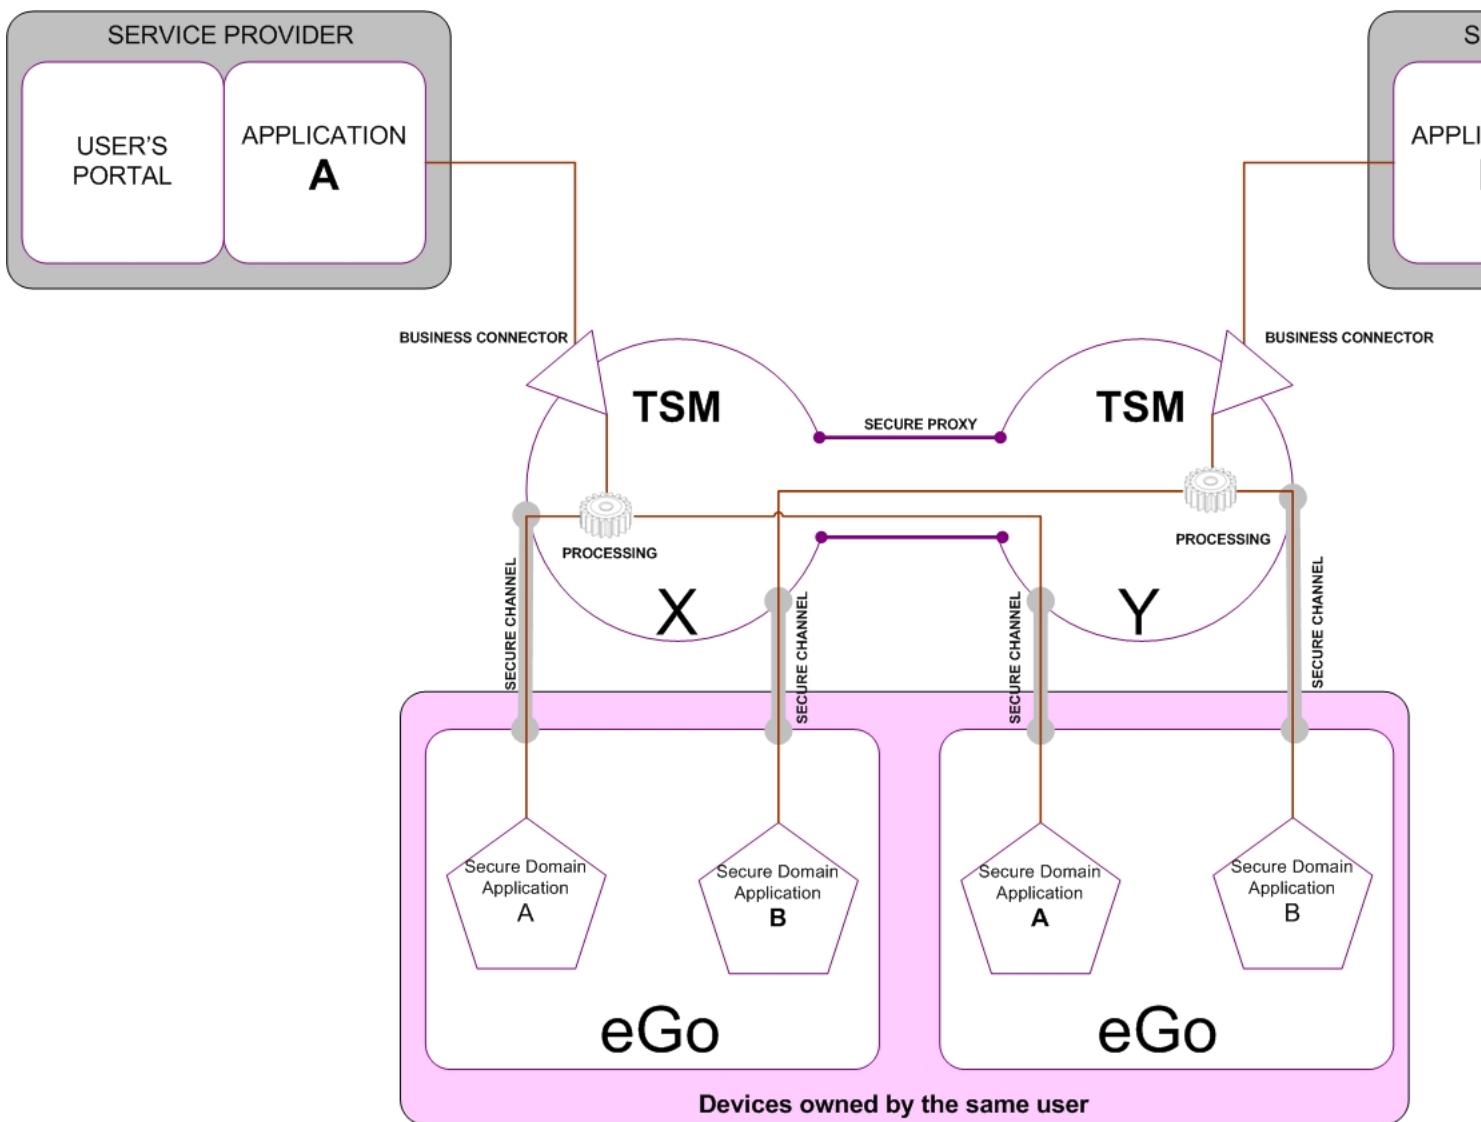 SERVICE PROVIDER
USER'S
PORTAL
APPLICATION
A
BUSINESS CONNECTOR
BUSINESS CONNECTOR
TSM
TSM
SECURE PROXY
PROCESSING
PROCESSING
X
Y
SECURE CHANNEL
SECURE CHANNEL
SECURE CHANNEL
SECURE CHANNEL
Secure Domain
Application
A
Secure Domain
Application
B
Secure Domain
Application
A
Secure Domain
Application
B
eGo
eGo
Devices owned by the same user